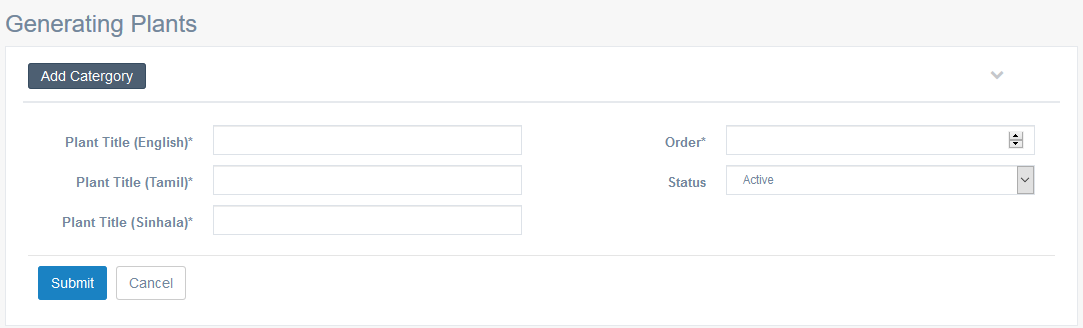 Generating Plants
Add Catergory
Plant Title (English)*
Order*
Plant Title (Tamil)*
Status
Active
Plant Title (Sinhala)*
Submit
Cancel